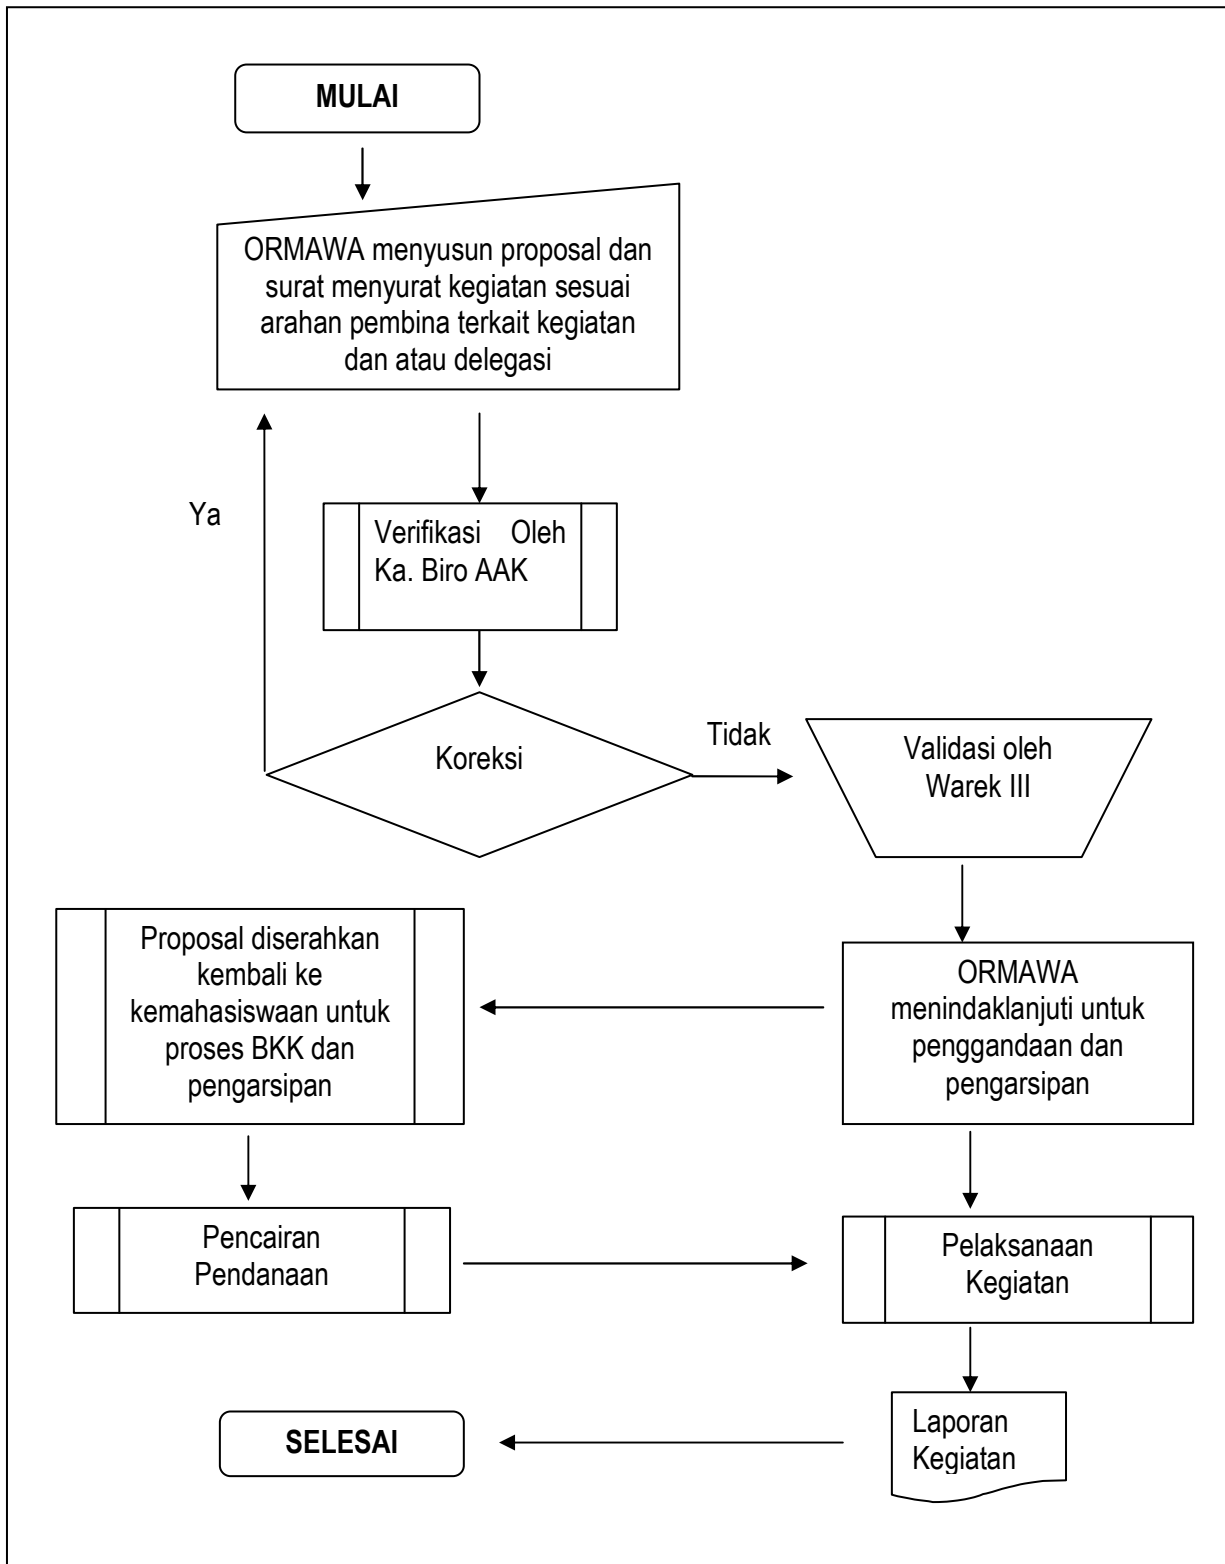 MULAI
ORMAWA menyusun proposal dan
surat menyurat kegiatan sesuai
arahan pembina terkait kegiatan
dan atau delegasi
Ya
Verifikasi Oleh
Ka. Biro AAK
Koreksi
Tidak
Validasi oleh
Warek III
Proposal diserahkan
kembali ke
kemahasiswaan untuk
proses BKK dan
pengarsipan
ORMAWA
menindaklanjuti untuk
penggandaan dan
pengarsipan
Pencairan
Pendanaan
Pelaksanaan
Kegiatan
Laporan
Kegiatan
SELESAI